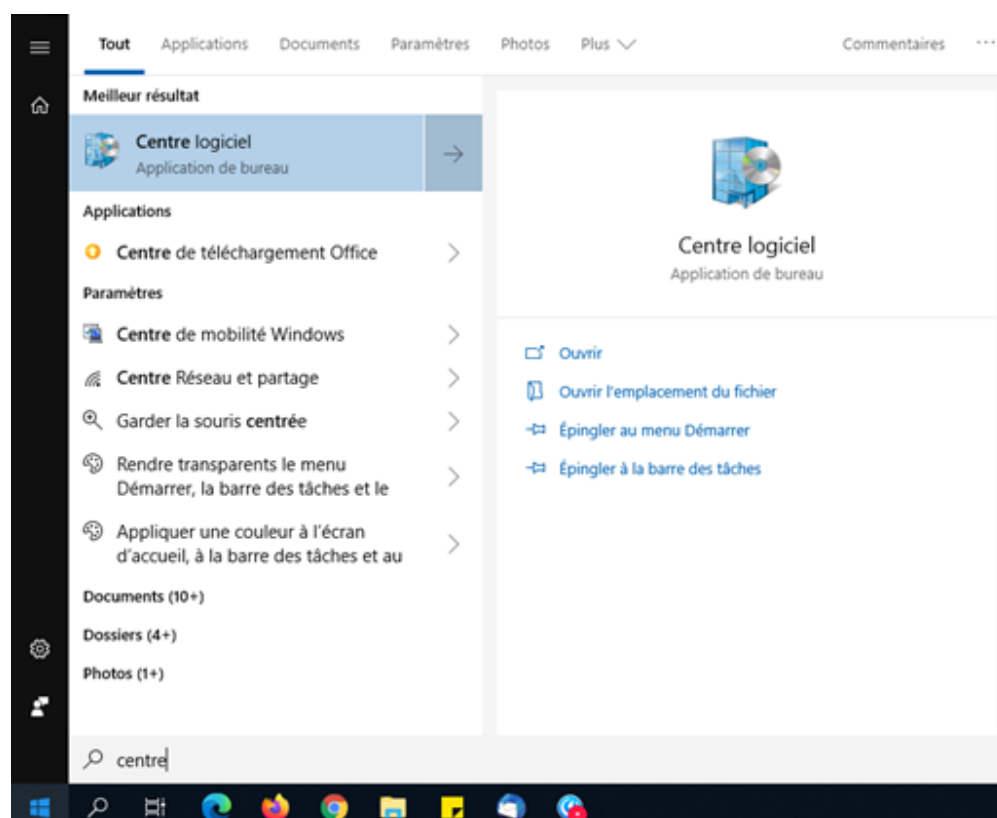 Tout Applications Documents Paramètres Photos Plus Commentaires ...
Meilleur résultat
Centre logiciel
Application de bureau
Applications
Centre de téléchargement Office
Paramètres
Centre de mobilité Windows
Centre Réseau et partage
Garder la souris centrée
Rendre transparents le menu
Démarrer, la barre des tâches et le
Appliquer une couleur à l'écran
d'accueil, à la barre des tâches et au
Documents (10+)
Dossiers (4+)
Photos (1+)
Centre logiciel
Application de bureau
Ouvrir
Ouvrir l'emplacement du fichier
Épingler au menu Démarrer
Épingler à la barre des tâches
centre